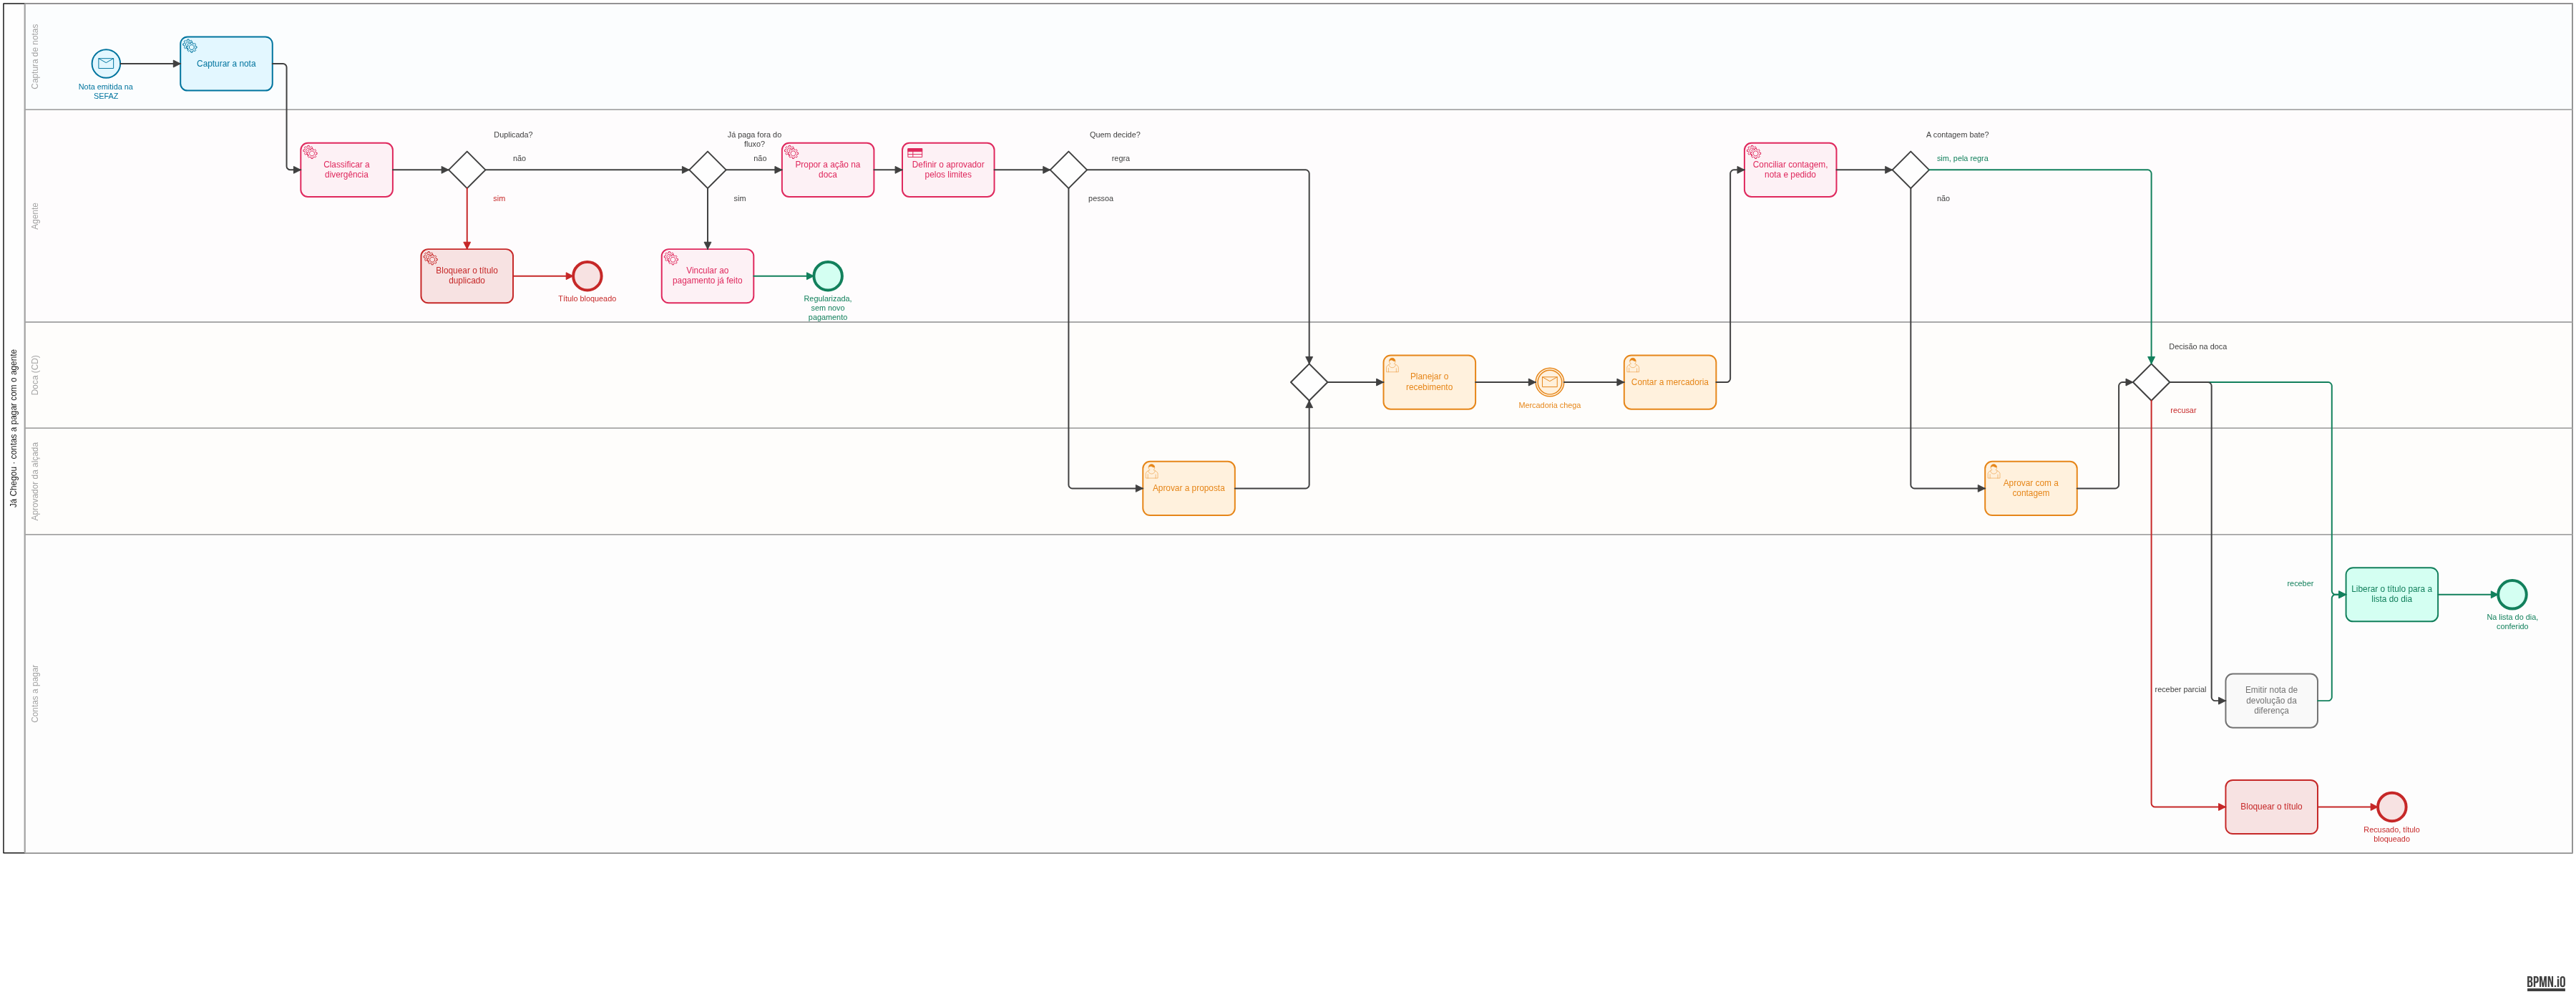 Já Chegou - contas a pagar com o agente
Captura de notas
Nota emitida na
SEFAZ
Capturar a nota
Agente
Classificar a
divergência
Duplicada?
não
sim
Bloquear o título
duplicado
Título bloqueado
Já paga fora do
fluxo?
não
sim
Vincular ao
pagamento já feito
Regularizada,
sem novo
pagamento
Propor a ação na
doca
Definir o aprovador
pelos limites
Quem decide?
regra
pessoa
Conciliar contagem,
nota e pedido
A contagem bate?
sim, pela regra
não
Doca (CD)
Planejar o
recebimento
Mercadoria chega
Contar a mercadoria
Decisão na doca
recusar
Aprovador da alçada
Aprovar a proposta
Aprovar com a
contagem
Contas a pagar
receber
Liberar o título para a
lista do dia
Na lista do dia,
conferido
receber parcial
Emitir nota de
devolução da
diferença
Bloquear o título
Recusado, título
bloqueado
BPMN.iO